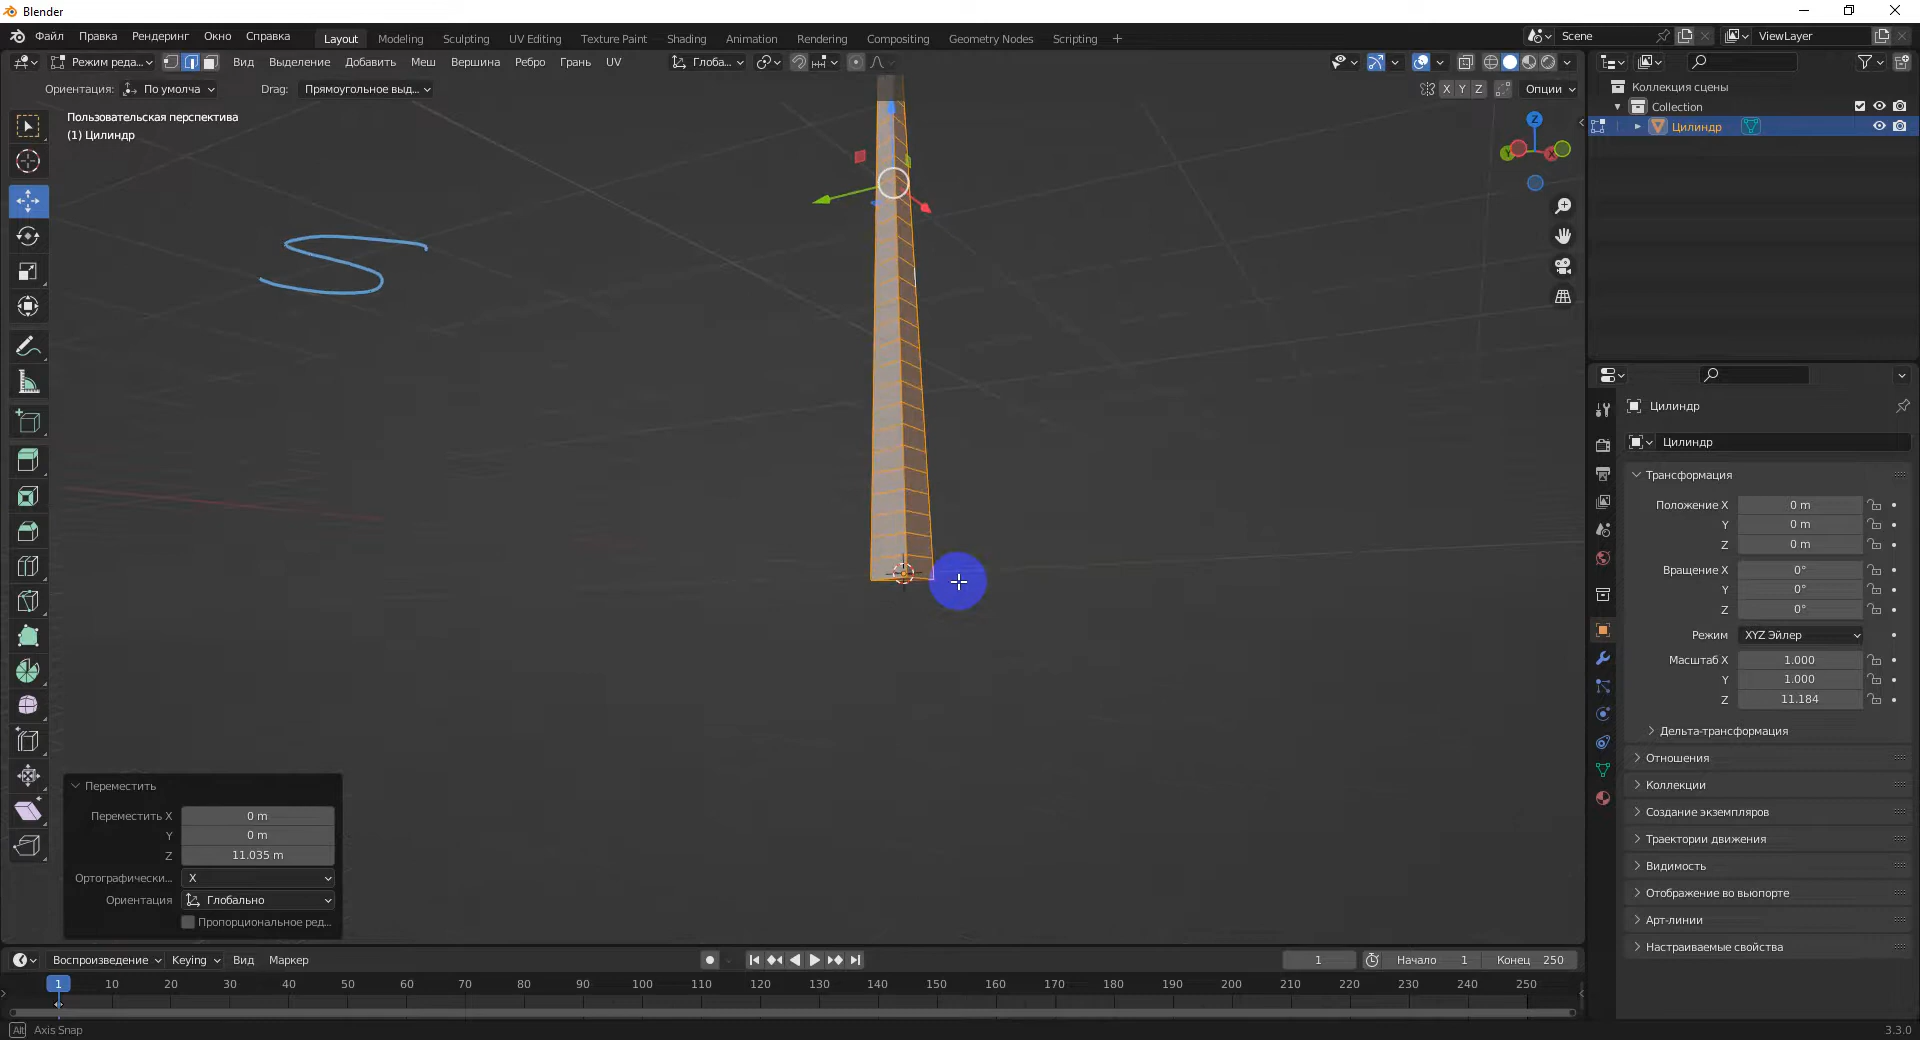 Blender
Файл Правка Рендеринг Окно Справка Layout Modeling Sculpting UV Editing Texture Paint Shading Animation Rendering Compositing Geometry Nodes Scripting + Scene ViewLayer
Режим реда... Вид Выделение Добавить Меш Вершина Ребро Грань UV Глоба...
Ориентация: По умолча Drag: Прямоугольное выд... X Y Z Опции
Пользовательская перспектива
(1) Цилиндр
Z
Y X
Коллекция сцены
Collection
Цилиндр
Цилиндр
Цилиндр
Трансформация
Положение X 0 m
Y 0 m
Z 0 m
Вращение X 0°
Y 0°
Z 0°
Режим XYZ Эйлер
Масштаб X 1.000
Y 1.000
Z 11.184
Дельта-трансформация
Отношения
Коллекции
Создание экземпляров
Траектории движения
Видимость
Отображение во вьюпорте
Арт-линии
Настраиваемые свойства
Переместить
Переместить X 0 m
Y 0 m
Z 11.035 m
Ортографически... X
Ориентация Глобально
Пропорциональное ред...
Воспроизведение Keying Вид Маркер 1 Начало 1 Конец 250
1 10 20 30 40 50 60 70 80 90 100 110 120 130 140 150 160 170 180 190 200 210 220 230 240 250
Alt Axis Snap 3.3.0